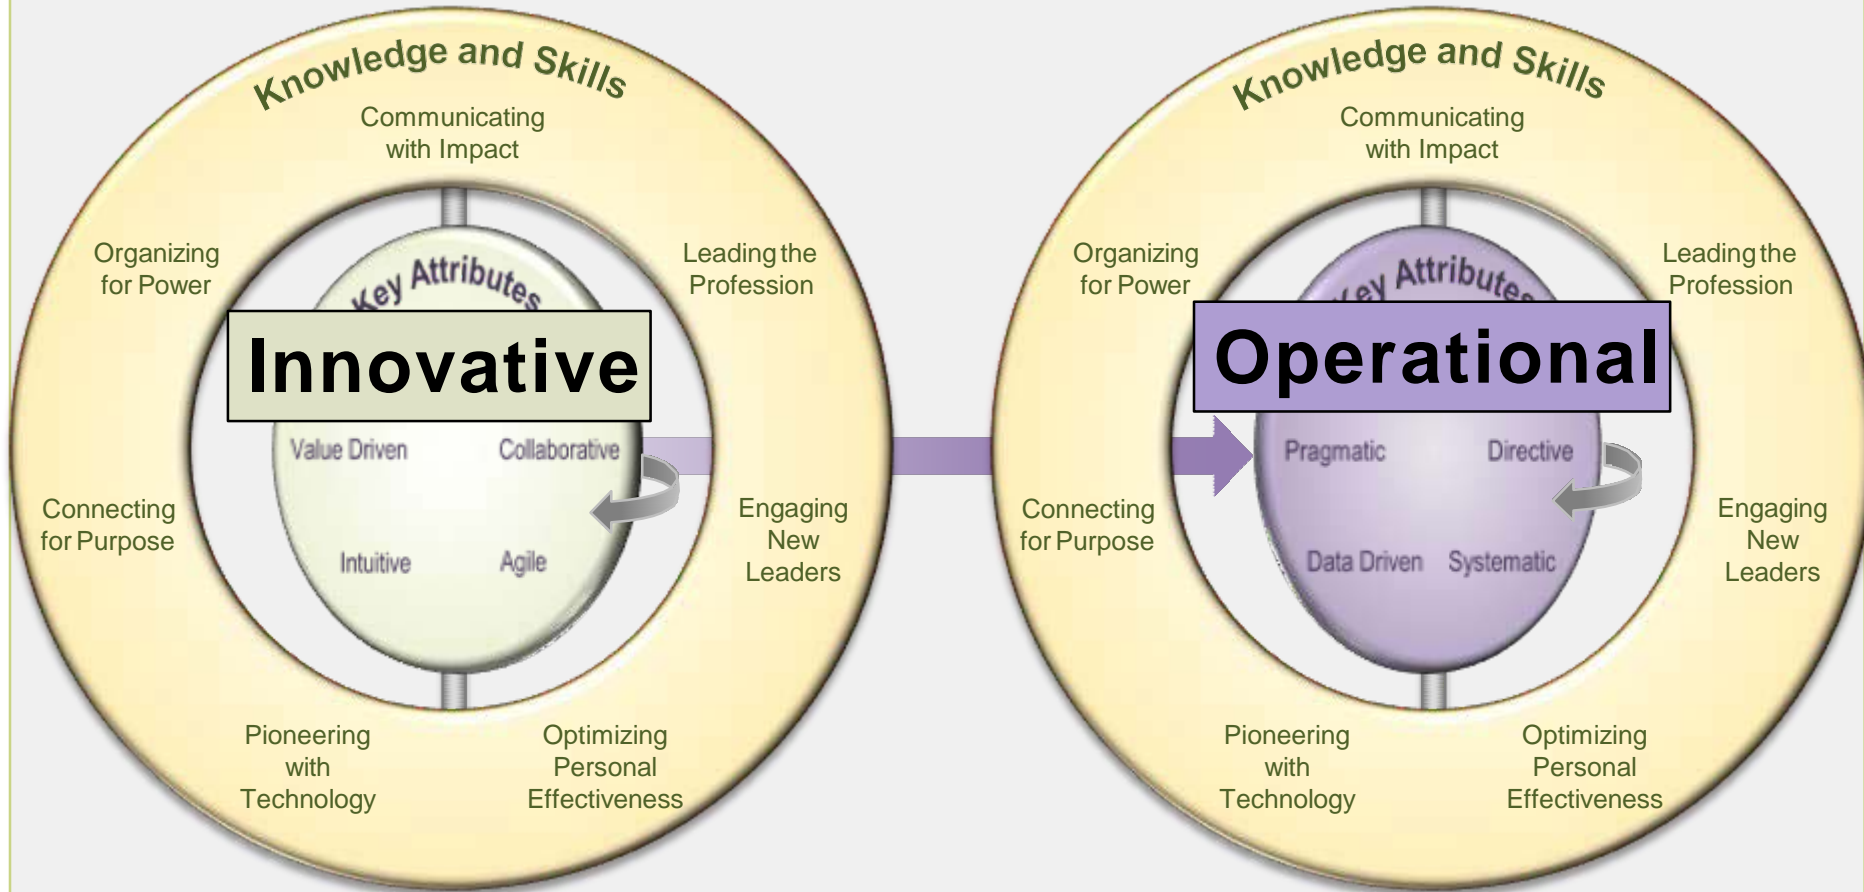 Knowledge and Skills
Communicating
with Impact
Organizing
for Power
Leading the
Profession
Key Attributes
Innovative
Value Driven
Collaborative
Intuitive
Agile
Connecting
for Purpose
Engaging
New
Leaders
Pioneering
with
Technology
Optimizing
Personal
Effectiveness
Knowledge and Skills
Communicating
with Impact
Organizing
for Power
Leading the
Profession
Key Attributes
Operational
Pragmatic
Directive
Data Driven
Systematic
Connecting
for Purpose
Engaging
New
Leaders
Pioneering
with
Technology
Optimizing
Personal
Effectiveness